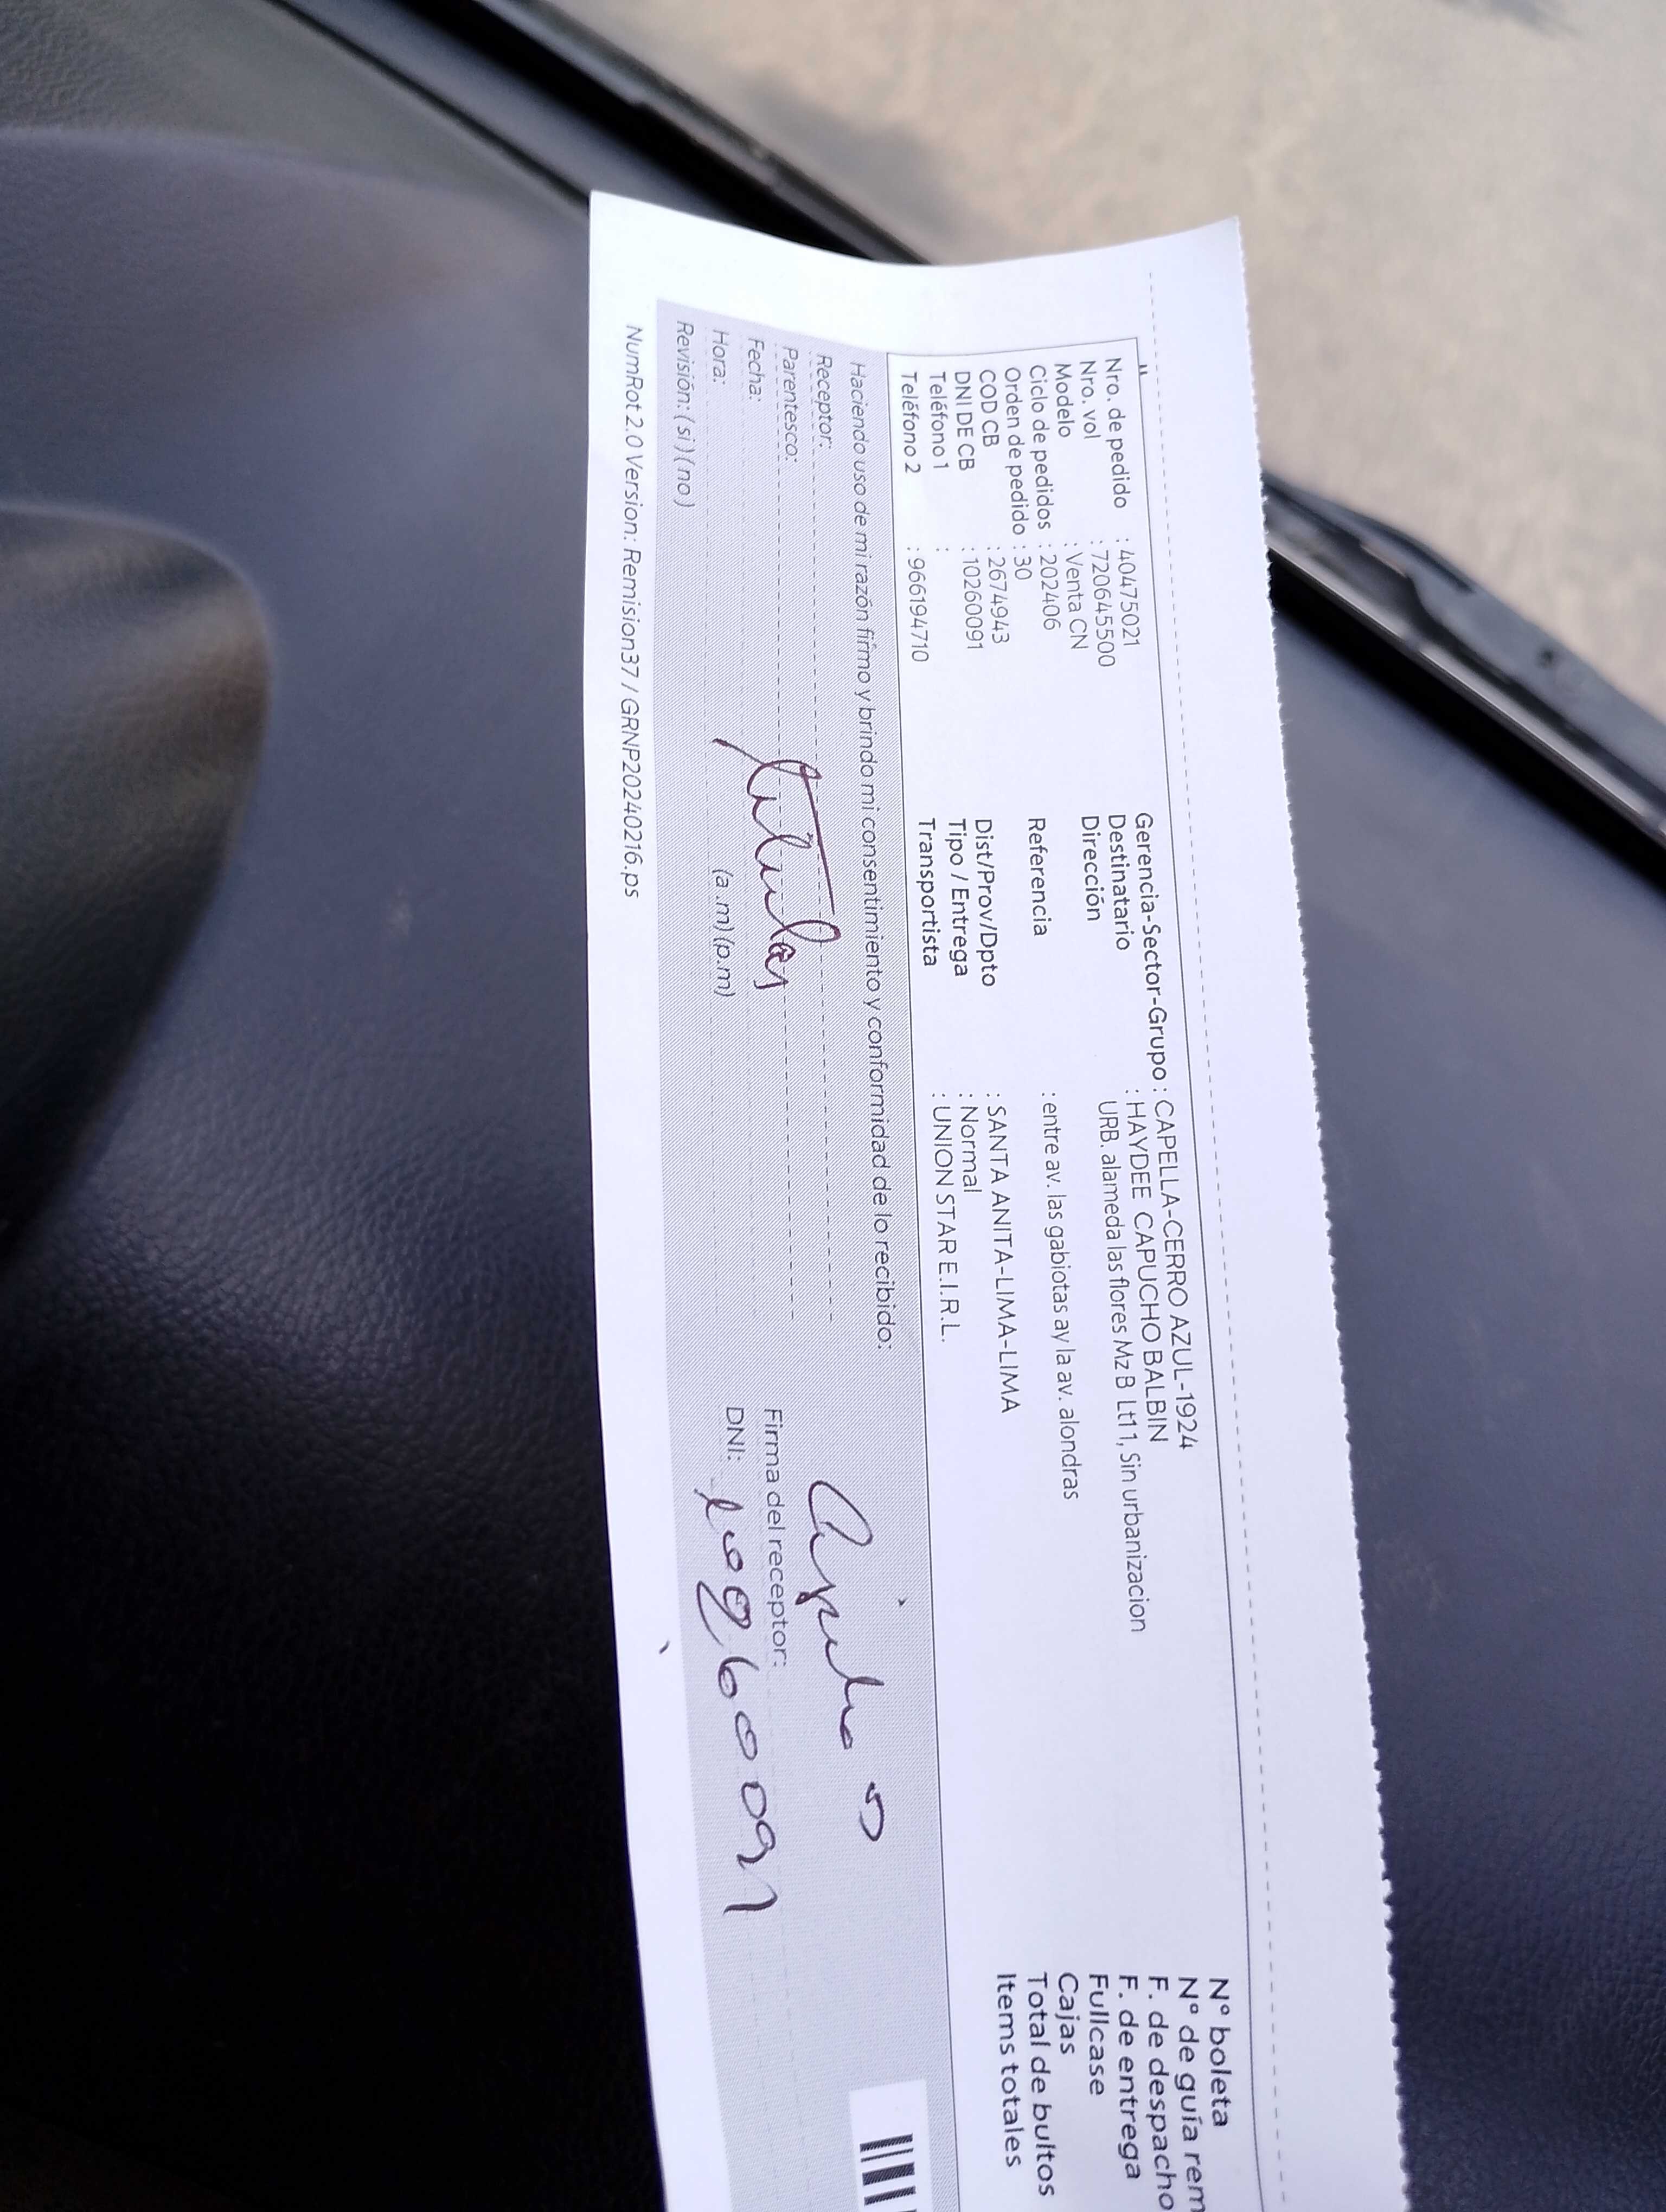 Nro. de pedido : 40475021
Nro. vol : 720645500
Modelo : Venta CN
Ciclo de pedidos : 202406
Orden de pedido : 30
COD CB : 26774943
DNI DE CB : 10260091
Teléfono 1 :
Teléfono 2 : 966194710
Gerencia-Sector-Grupo : CAPELLA-CERRO AZUL-1924
Destinatario : HAYDEE CAPUCHO BALBIN
Dirección URB. alameda las flores Mz B Lt11, Sin urbanizacion
Referencia : entre av. las gabiotas ay la av. alondras
Dist/Prov/Dpto : SANTA ANITA-LIMA-LIMA
Tipo / Entrega : Normal
Transportista : UNION STAR E.I.R.L.
N° boleta
N° de guía rem
F. de despacho
F. de entrega
Fullcase
Cajas
Total de bultos
Items totales
Haciendo uso de mi razón firmo y brindo mi consentimiento y conformidad de lo recibido:
Receptor:
Parentesco: titular
Fecha:
Hora: (a.m) (p.m)
Revisión: (si) (no)
Firma del receptor:
DNI: 10260091
NumRot 2.0 Version: Remision37 / GRNP20240216.ps